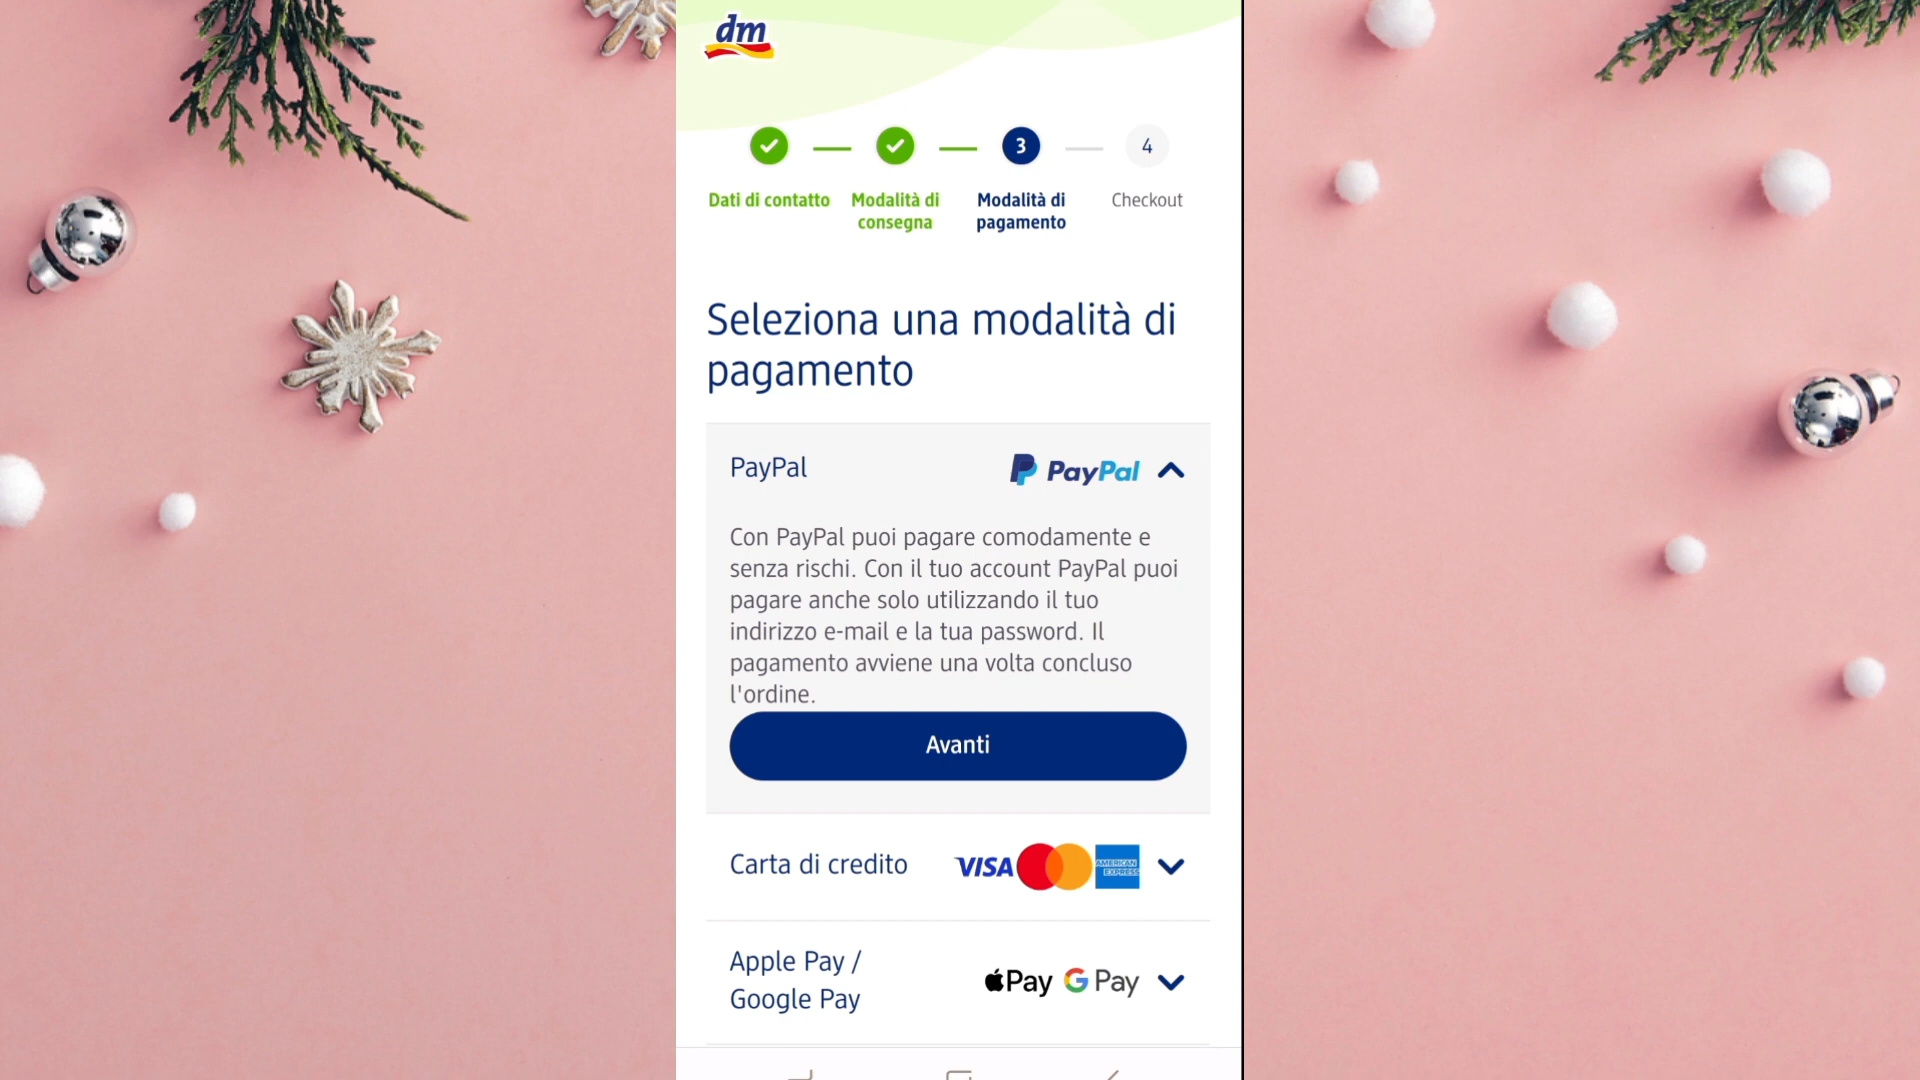 dm
3
4
Dati di contatto
Modalità di
consegna
Modalità di
pagamento
Checkout
Seleziona una modalità di
pagamento
PayPal
PayPal
Con PayPal puoi pagare comodamente e
senza rischi. Con il tuo account PayPal puoi
pagare anche solo utilizzando il tuo
indirizzo e-mail e la tua password. Il
pagamento avviene una volta concluso
l'ordine.
Avanti
Carta di credito
VISA
AMERICAN
EXPRESS
Apple Pay /
Google Pay
Pay
G Pay